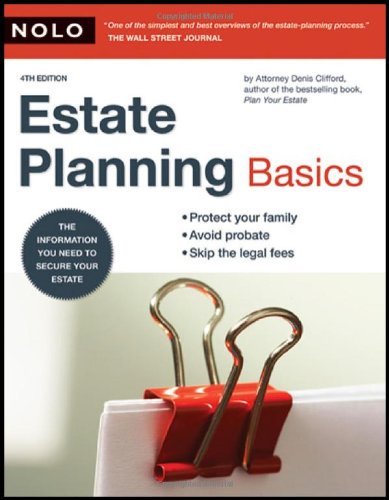 NOLO
"One of the simplest and best overviews of the estate-planning process."
THE WALL STREET JOURNAL
4TH EDITION
by Attorney Denis Clifford,
author of the bestselling book,
Plan Your Estate
Estate
Planning Basics
• Protect your family
• Avoid probate
• Skip the legal fees
THE
INFORMATION
YOU NEED TO
SECURE YOUR
ESTATE